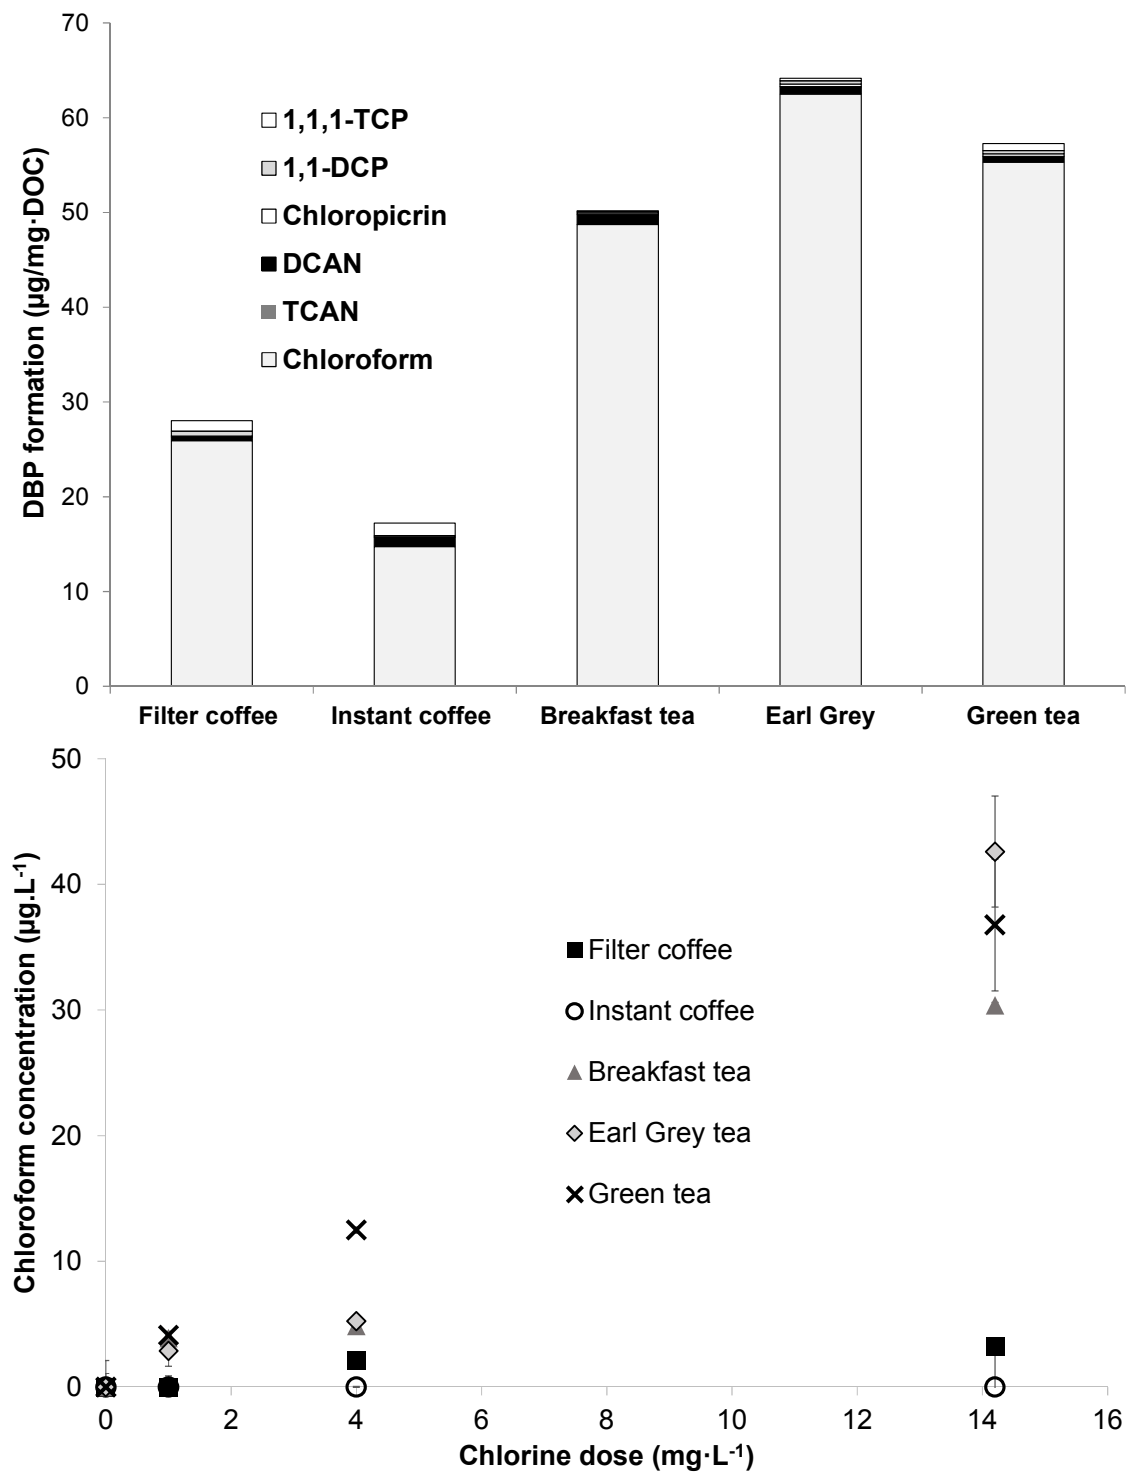 DBP formation (µg/mg·DOC)
70
60
50
40
30
20
10
0
1,1,1-TCP
1,1-DCP
Chloropicrin
DCAN
TCAN
Chloroform
Filter coffee Instant coffee Breakfast tea Earl Grey Green tea
Chloroform concentration (µg.L⁻¹)
50
40
30
20
10
0
Filter coffee
Instant coffee
Breakfast tea
Earl Grey tea
Green tea
0 2 4 6 8 10 12 14 16
Chlorine dose (mg·L⁻¹)